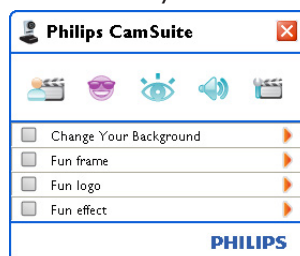 Philips CamSuite
Change Your Background
Fun frame
Fun logo
Fun effect
PHILIPS